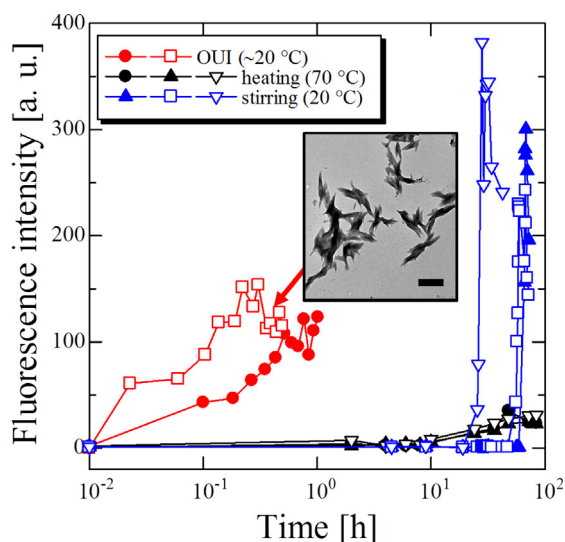 400
300
200
100
0
Fluorescence intensity [a. u.]
OUI (~20 °C)
heating (70 °C)
stirring (20 °C)
10-2 10-1 100 101 102
Time [h]